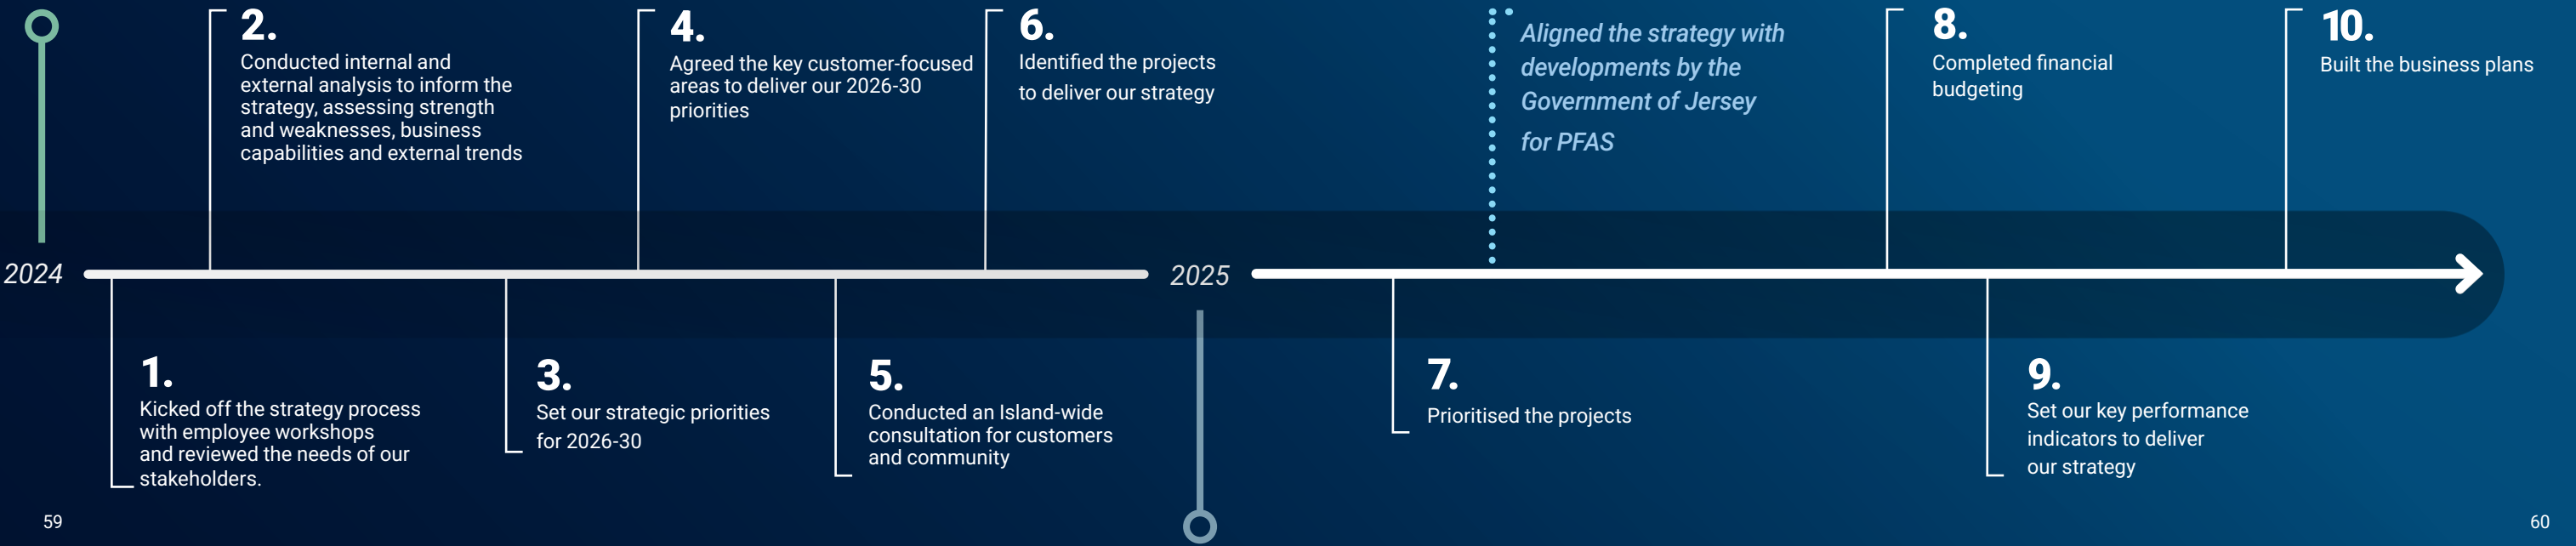 2.
Conducted internal and
external analysis to inform the
strategy, assessing strength
and weaknesses, business
capabilities and external trends
4.
Agreed the key customer-focused
areas to deliver our 2026-30
priorities
6.
Identified the projects
to deliver our strategy
Aligned the strategy with
developments by the
Government of Jersey
for PFAS
8.
Completed financial
budgeting
10.
Built the business plans
2024
2025
1.
Kicked off the strategy process
with employee workshops
and reviewed the needs of our
stakeholders.
3.
Set our strategic priorities
for 2026-30
5.
Conducted an Island-wide
consultation for customers
and community
7.
Prioritised the projects
9.
Set our key performance
indicators to deliver
our strategy
59
60